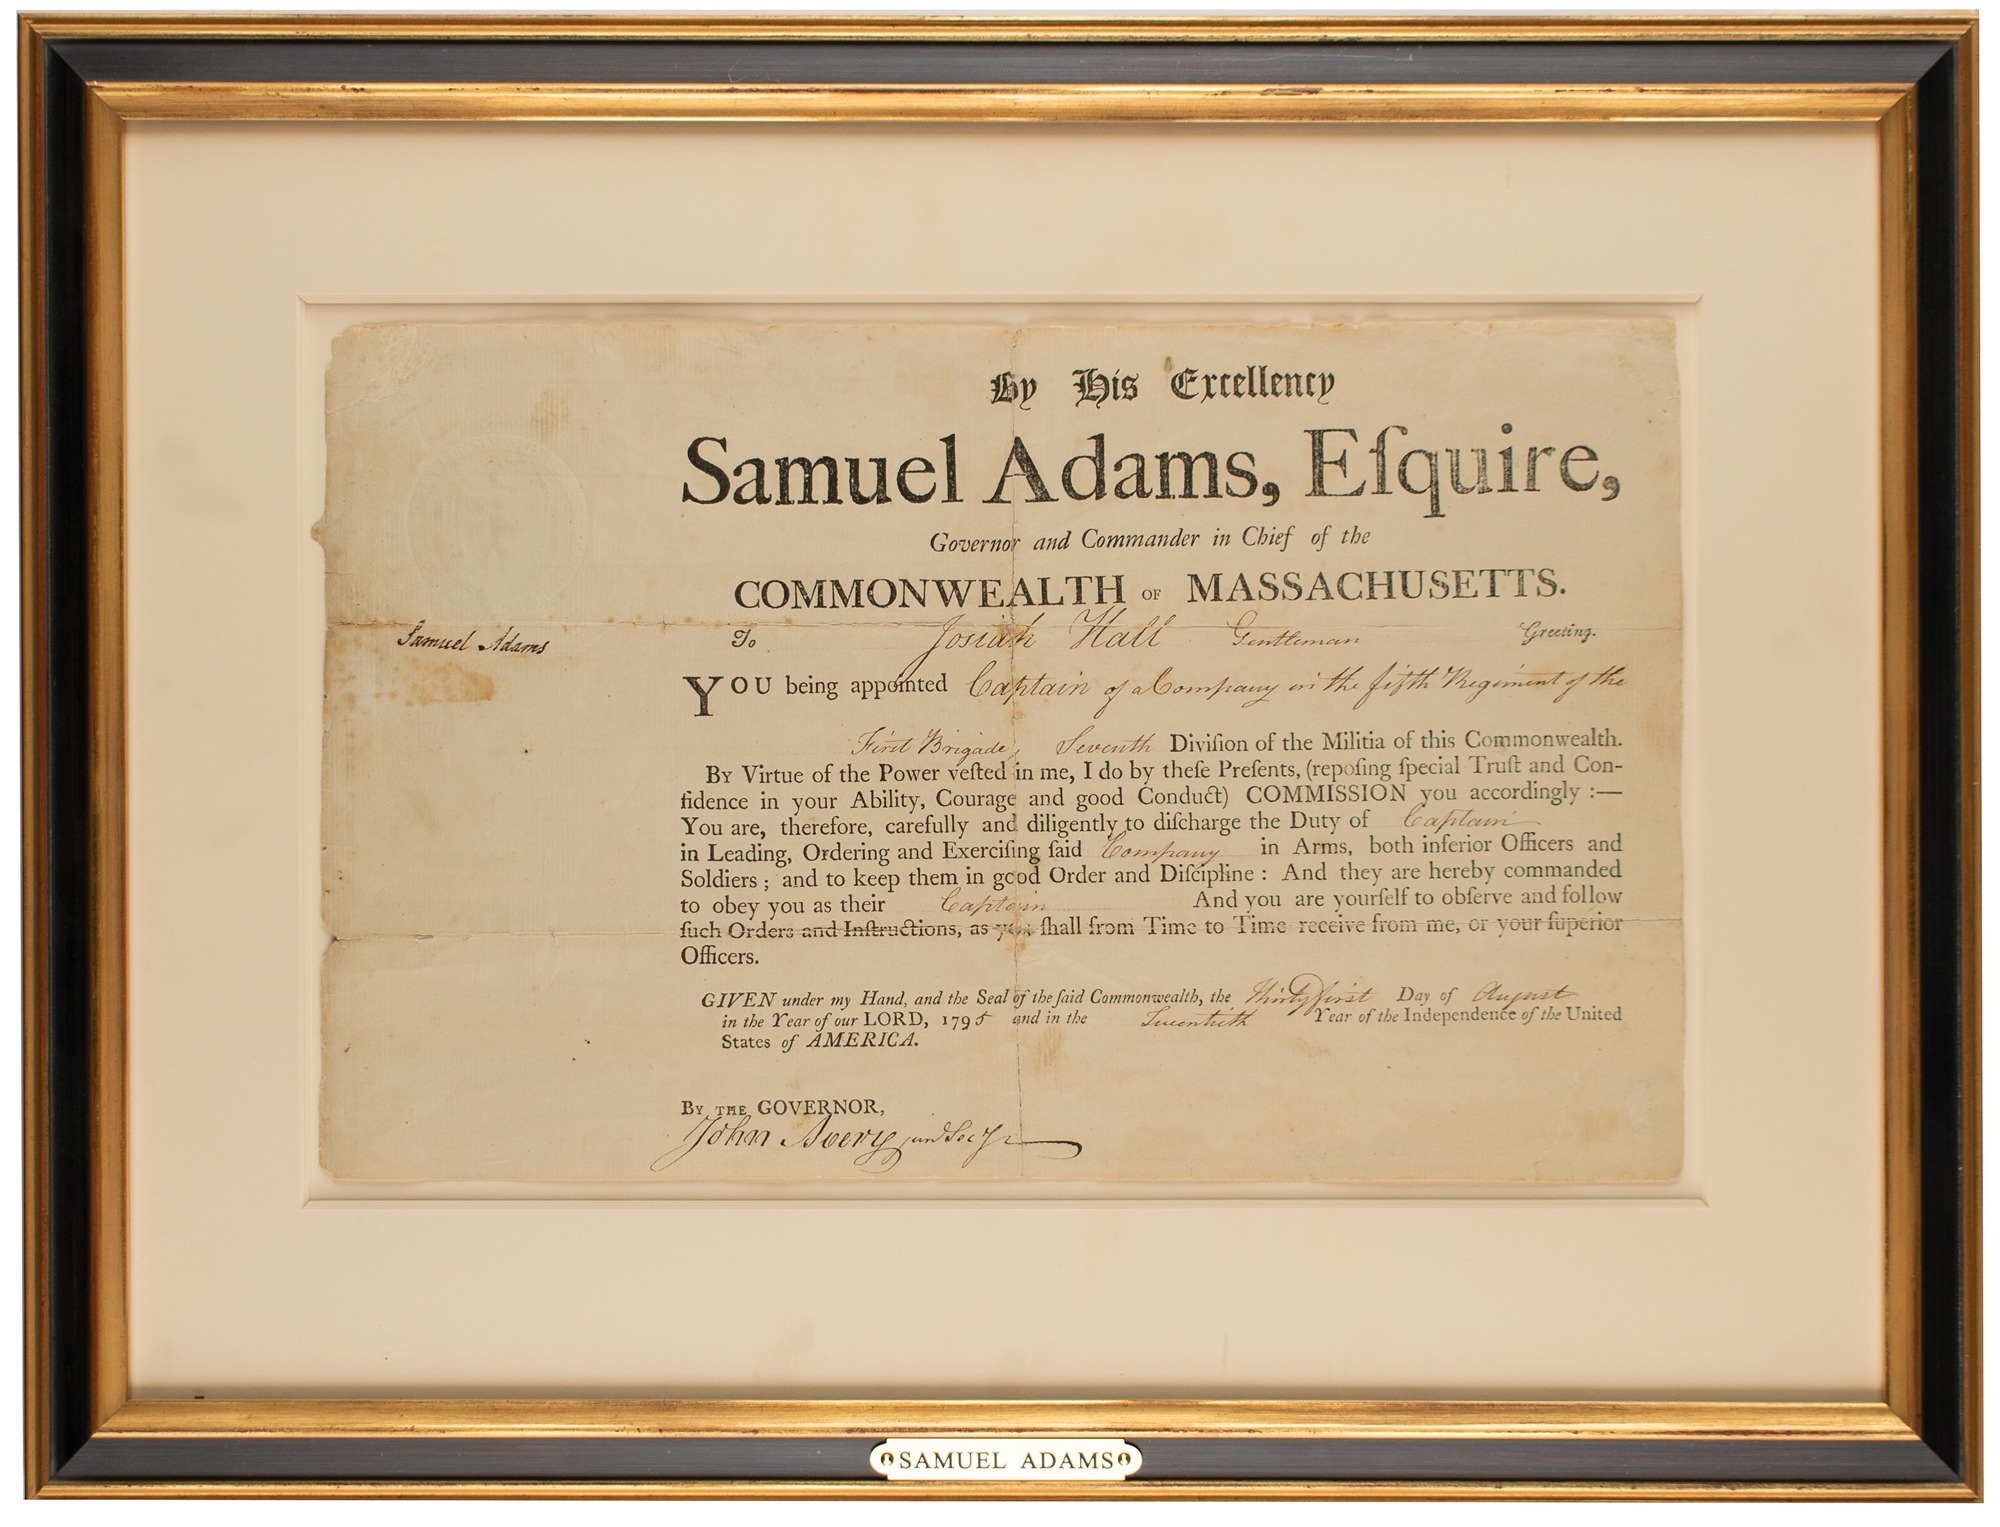 By His Excellency
Samuel Adams, Eſquire,
Governor and Commander in Chief of the
COMMONWEALTH OF MASSACHUSETTS.
Samuel Adams
To Josiah Hall Gentleman Greeting.
YOU being appointed Captain of a Company in the fifth Regiment of the
First Brigade, Seventh Diviſion of the Militia of this Commonwealth.
BY Virtue of the Power veſted in me, I do by theſe Preſents, (repoſing ſpecial Truſt and Con-
fidence in your Ability, Courage and good Conduct) COMMISSION you accordingly :—
You are, therefore, carefully and diligently to diſcharge the Duty of Captain
in Leading, Ordering and Exerciſing ſaid Company in Arms, both inferior Officers and
Soldiers ; and to keep them in good Order and Diſcipline : And they are hereby commanded
to obey you as their Captain And you are yourſelf to obſerve and follow
ſuch Orders and Inſtructions, as you ſhall from Time to Time receive from me, or your ſuperior
Officers.
GIVEN under my Hand, and the Seal of the ſaid Commonwealth, the Thirty first Day of August
in the Year of our LORD, 1795 and in the Twentieth Year of the Independence of the United
States of AMERICA.
BY THE GOVERNOR,
John Avery jun Secy
SAMUEL ADAMS